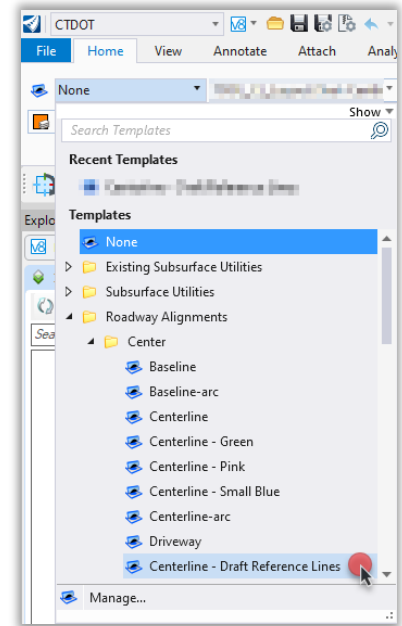 CTDOT
V8
File Home View Annotate Attach Analy
None
Show
Search Templates
Recent Templates
Templates
Explo
V8
None
Existing Subsurface Utilities
Subsurface Utilities
Roadway Alignments
Sea
Center
Baseline
Baseline-arc
Centerline
Centerline - Green
Centerline - Pink
Centerline - Small Blue
Centerline-arc
Driveway
Centerline - Draft Reference Lines
Manage...